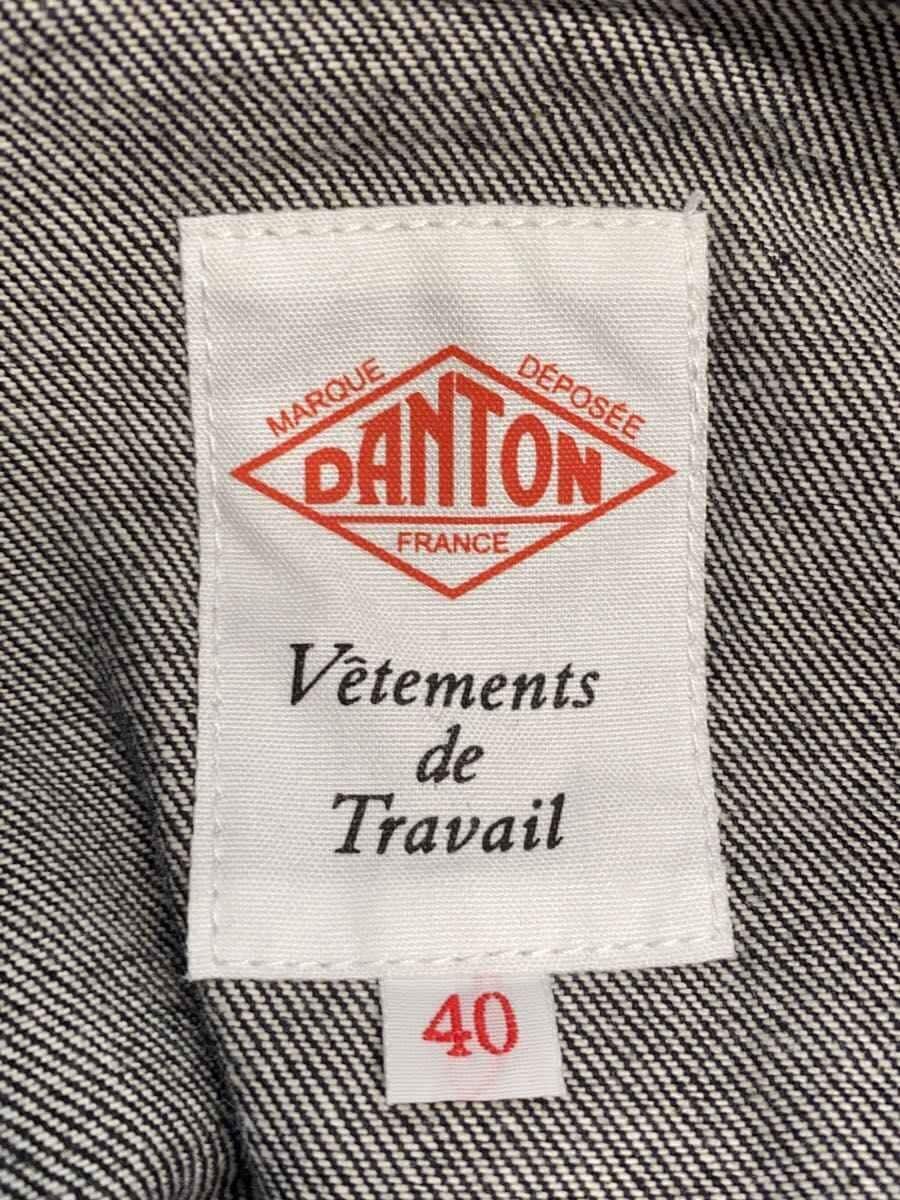 MARQUE DÉPOSÉE
DANTON
FRANCE
Vêtements
de
Travail
40